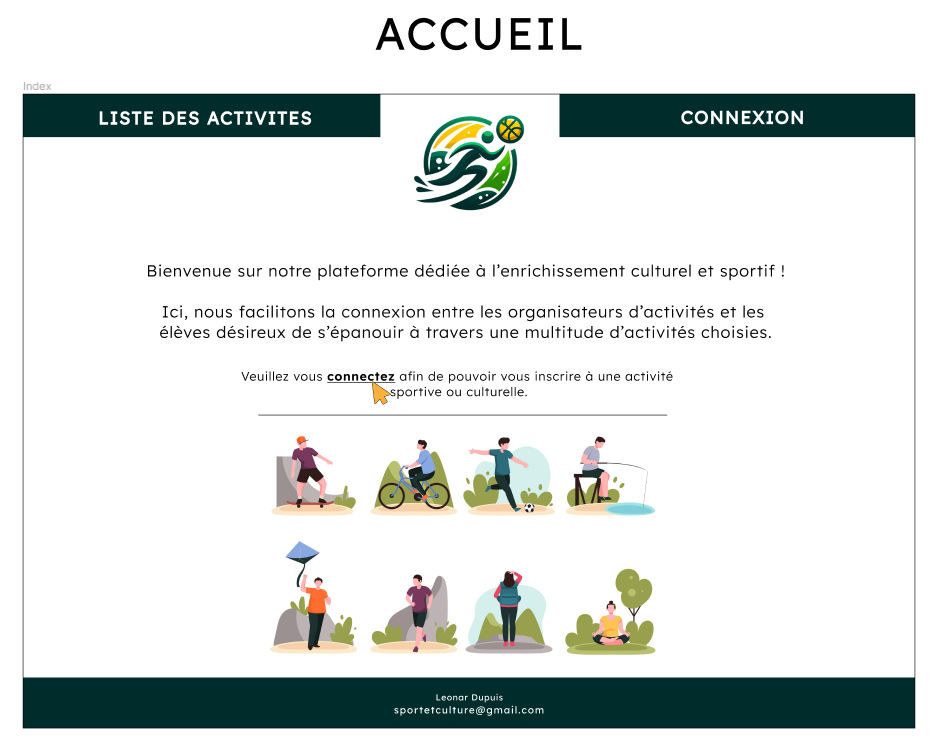 ACCUEIL
Index
LISTE DES ACTIVITES
CONNEXION
Bienvenue sur notre plateforme dédiée à l’enrichissement culturel et sportif !
Ici, nous facilitons la connexion entre les organisateurs d’activités et les
élèves désireux de s’épanouir à travers une multitude d’activités choisies.
Veuillez vous connectez afin de pouvoir vous inscrire à une activité
sportive ou culturelle.
Leonar Dupuis
sportetculture@gmail.com